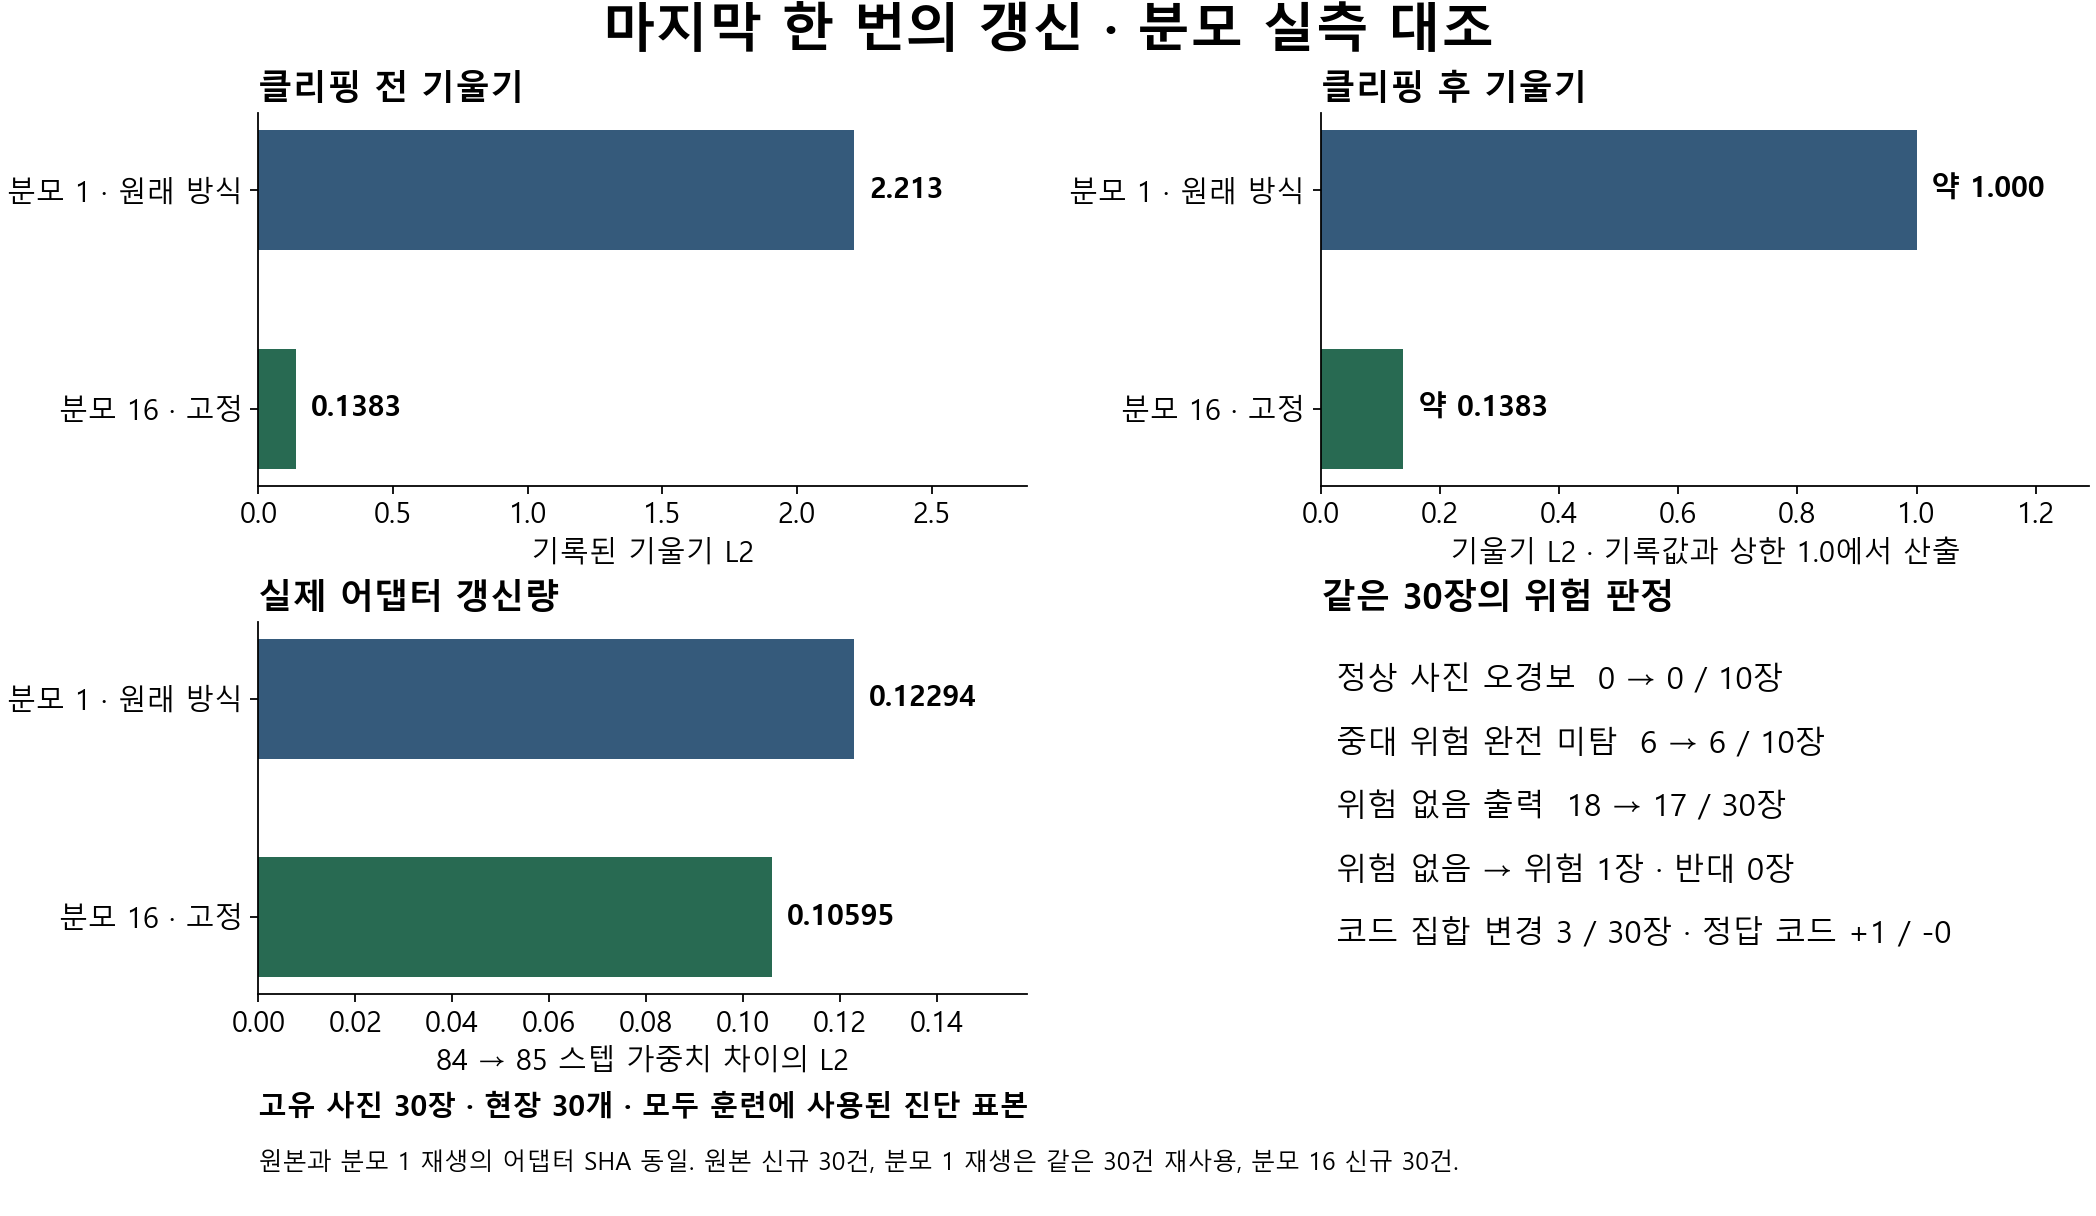 마지막 한 번의 갱신 · 분모 실측 대조
클리핑 전 기울기
분모 1 · 원래 방식
2.213
분모 16 · 고정
0.1383
0.0 0.5 1.0 1.5 2.0 2.5
기록된 기울기 L2
클리핑 후 기울기
분모 1 · 원래 방식
약 1.000
분모 16 · 고정
약 0.1383
0.0 0.2 0.4 0.6 0.8 1.0 1.2
기울기 L2 · 기록값과 상한 1.0에서 산출
실제 어댑터 갱신량
분모 1 · 원래 방식
0.12294
분모 16 · 고정
0.10595
0.00 0.02 0.04 0.06 0.08 0.10 0.12 0.14
84 → 85 스텝 가중치 차이의 L2
같은 30장의 위험 판정
정상 사진 오경보 0 → 0 / 10장
중대 위험 완전 미탐 6 → 6 / 10장
위험 없음 출력 18 → 17 / 30장
위험 없음 → 위험 1장 · 반대 0장
코드 집합 변경 3 / 30장 · 정답 코드 +1 / -0
고유 사진 30장 · 현장 30개 · 모두 훈련에 사용된 진단 표본
원본과 분모 1 재생의 어댑터 SHA 동일. 원본 신규 30건, 분모 1 재생은 같은 30건 재사용, 분모 16 신규 30건.